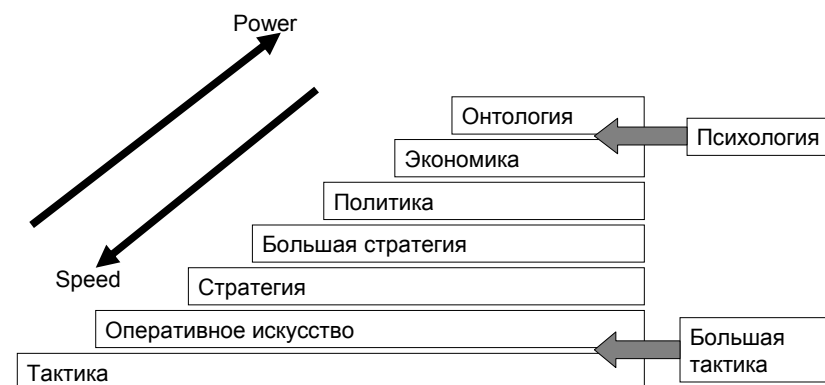 Power
Онтология
Психология
Экономика
Политика
Большая стратегия
Speed
Стратегия
Оперативное искусство
Большая
тактика
Тактика